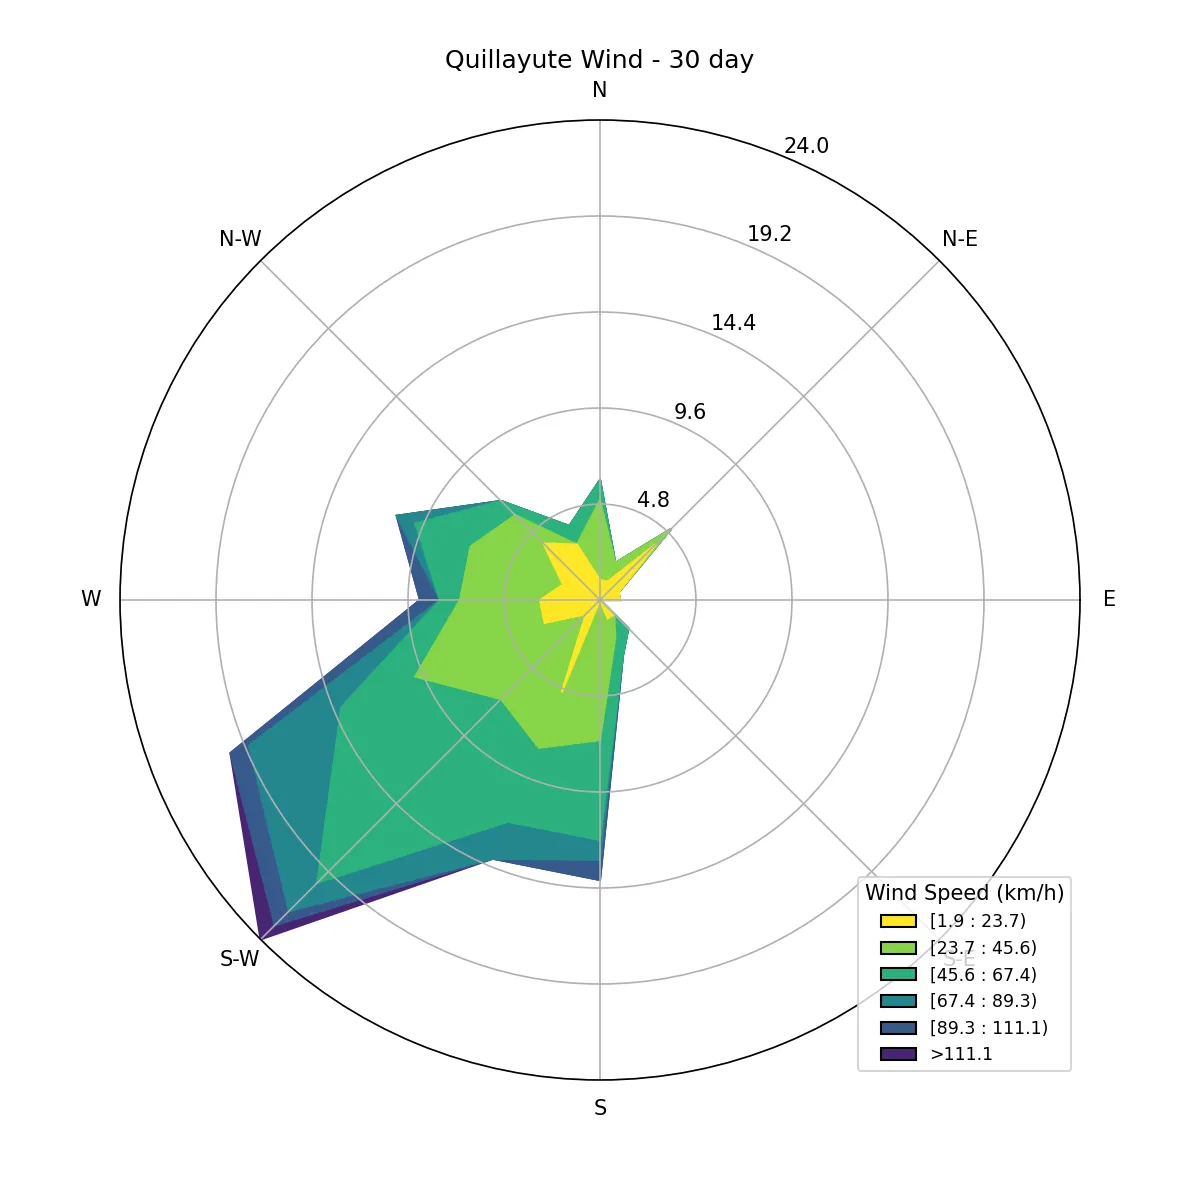 Quillayute Wind - 30 day
N
24.0
N-W
N-E
19.2
14.4
9.6
4.8
W
E
S-W
S-E
S
Wind Speed (km/h)
[1.9 : 23.7)
[23.7 : 45.6)
[45.6 : 67.4)
[67.4 : 89.3)
[89.3 : 111.1)
>111.1